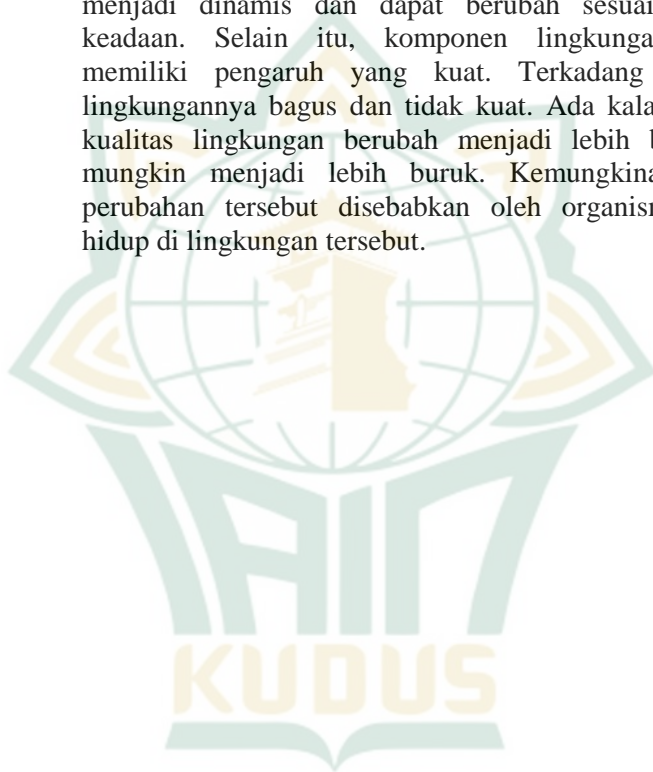 menjadi dinamis dan dapat berubah sesuai
keadaan. Selain itu, komponen lingkunga
memiliki pengaruh yang kuat. Terkadang
lingkungannya bagus dan tidak kuat. Ada kala
kualitas lingkungan berubah menjadi lebih b
mungkin menjadi lebih buruk. Kemungkina
perubahan tersebut disebabkan oleh organism
hidup di lingkungan tersebut.
IAIN
KUDUS